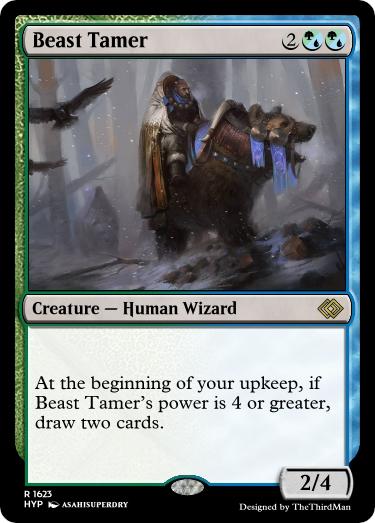 Beast Tamer 2
Creature — Human Wizard
At the beginning of your upkeep, if
Beast Tamer's power is 4 or greater,
draw two cards.
2/4
R 1623
HYP ASAHISUPERDRY
Designed by TheThirdMan